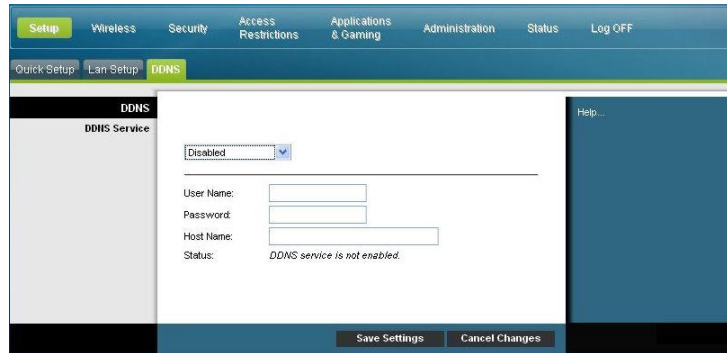 Setup Wireless Security Access Restrictions Applications & Gaming Administration Status Log OFF
Quick Setup Lan Setup DDNS
DDNS
Help...
DDNS Service
Disabled
User Name:
Password:
Host Name:
Status: DDNS service is not enabled.
Save Settings Cancel Changes